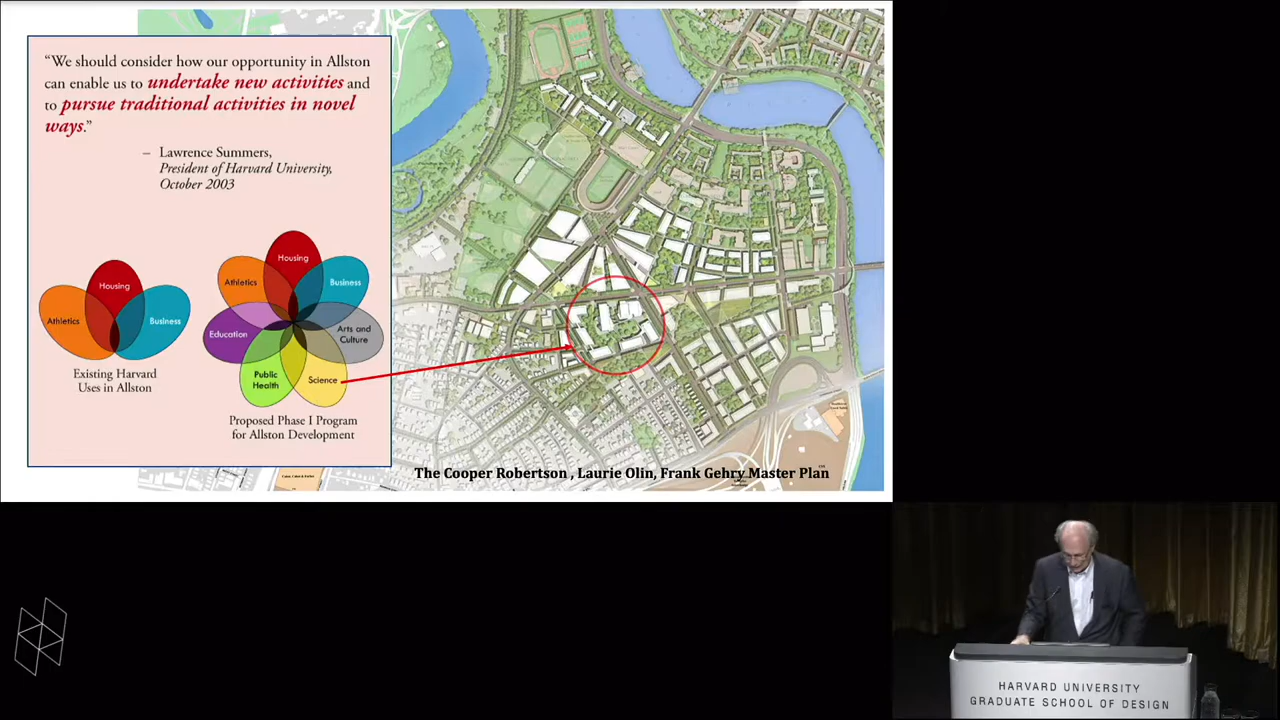 “We should consider how our opportunity in Allston
can enable us to undertake new activities and
to pursue traditional activities in novel
ways.”
– Lawrence Summers,
President of Harvard University,
October 2003
Housing
Athletics
Business
Existing Harvard
Uses in Allston
Housing
Athletics
Business
Education
Arts and
Culture
Public
Health
Science
Proposed Phase I Program
for Allston Development
The Cooper Robertson , Laurie Olin, Frank Gehry Master Plan
HARVARD UNIVERSITY
GRADUATE SCHOOL OF DESIGN